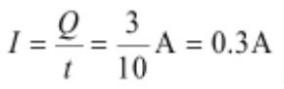 I = Q/t = 3/10 A = 0.3A